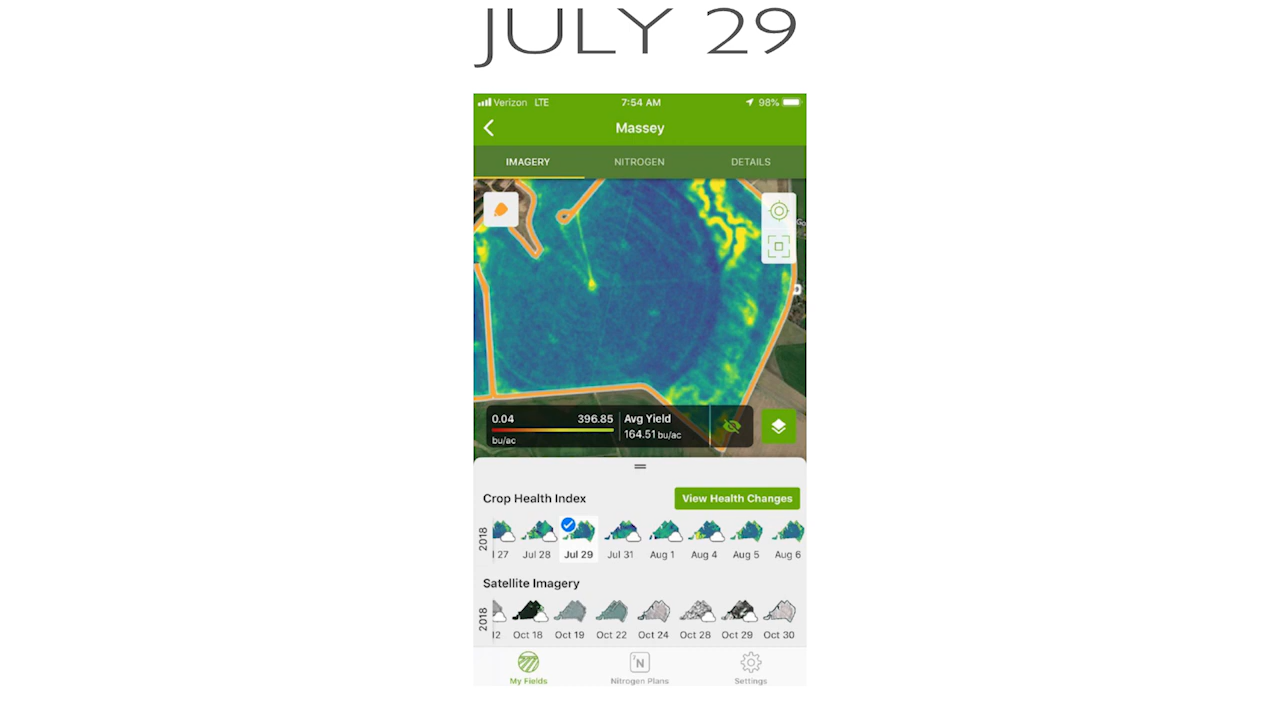 JULY 29
Verizon LTE 7:54 AM 98%
Massey
IMAGERY NITROGEN DETAILS
Go
0.04 396.85
bu/ac
Avg Yield
164.51 bu/ac
Crop Health Index
View Health Changes
2018
27 Jul 28 Jul 29 Jul 31 Aug 1 Aug 4 Aug 5 Aug 6
Satellite Imagery
2018
12 Oct 18 Oct 19 Oct 22 Oct 24 Oct 28 Oct 29 Oct 30
N
My Fields Nitrogen Plans Settings